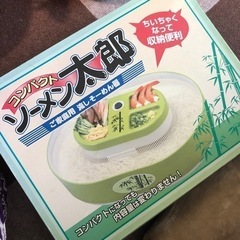 ちいちゃく
なって
収納便利
コンパクト
ソーメン太郎
ご家庭用 流しそーめん器
コンパクトになっても
内容量は変わりません!